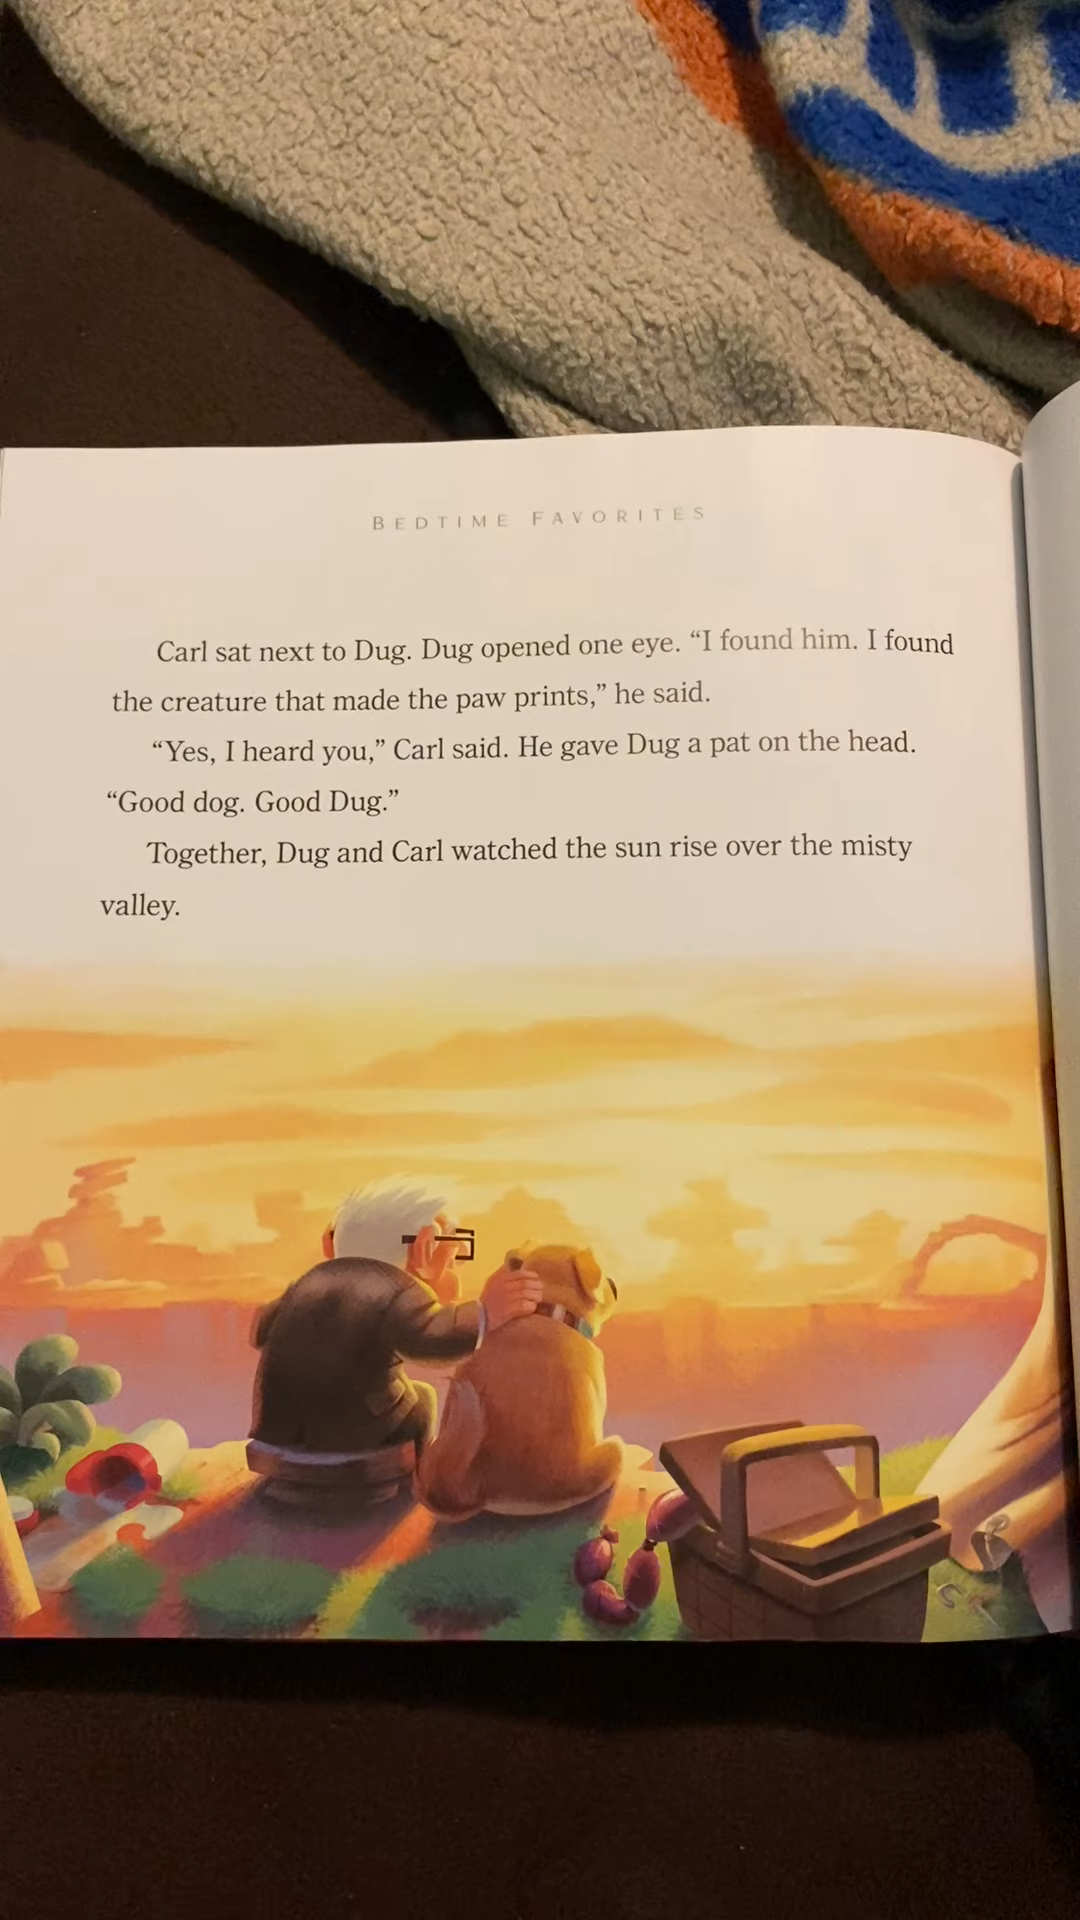 BEDTIME FAVORITES
Carl sat next to Dug. Dug opened one eye. “I found him. I found
the creature that made the paw prints,” he said.
“Yes, I heard you,” Carl said. He gave Dug a pat on the head.
“Good dog. Good Dug.”
Together, Dug and Carl watched the sun rise over the misty
valley.